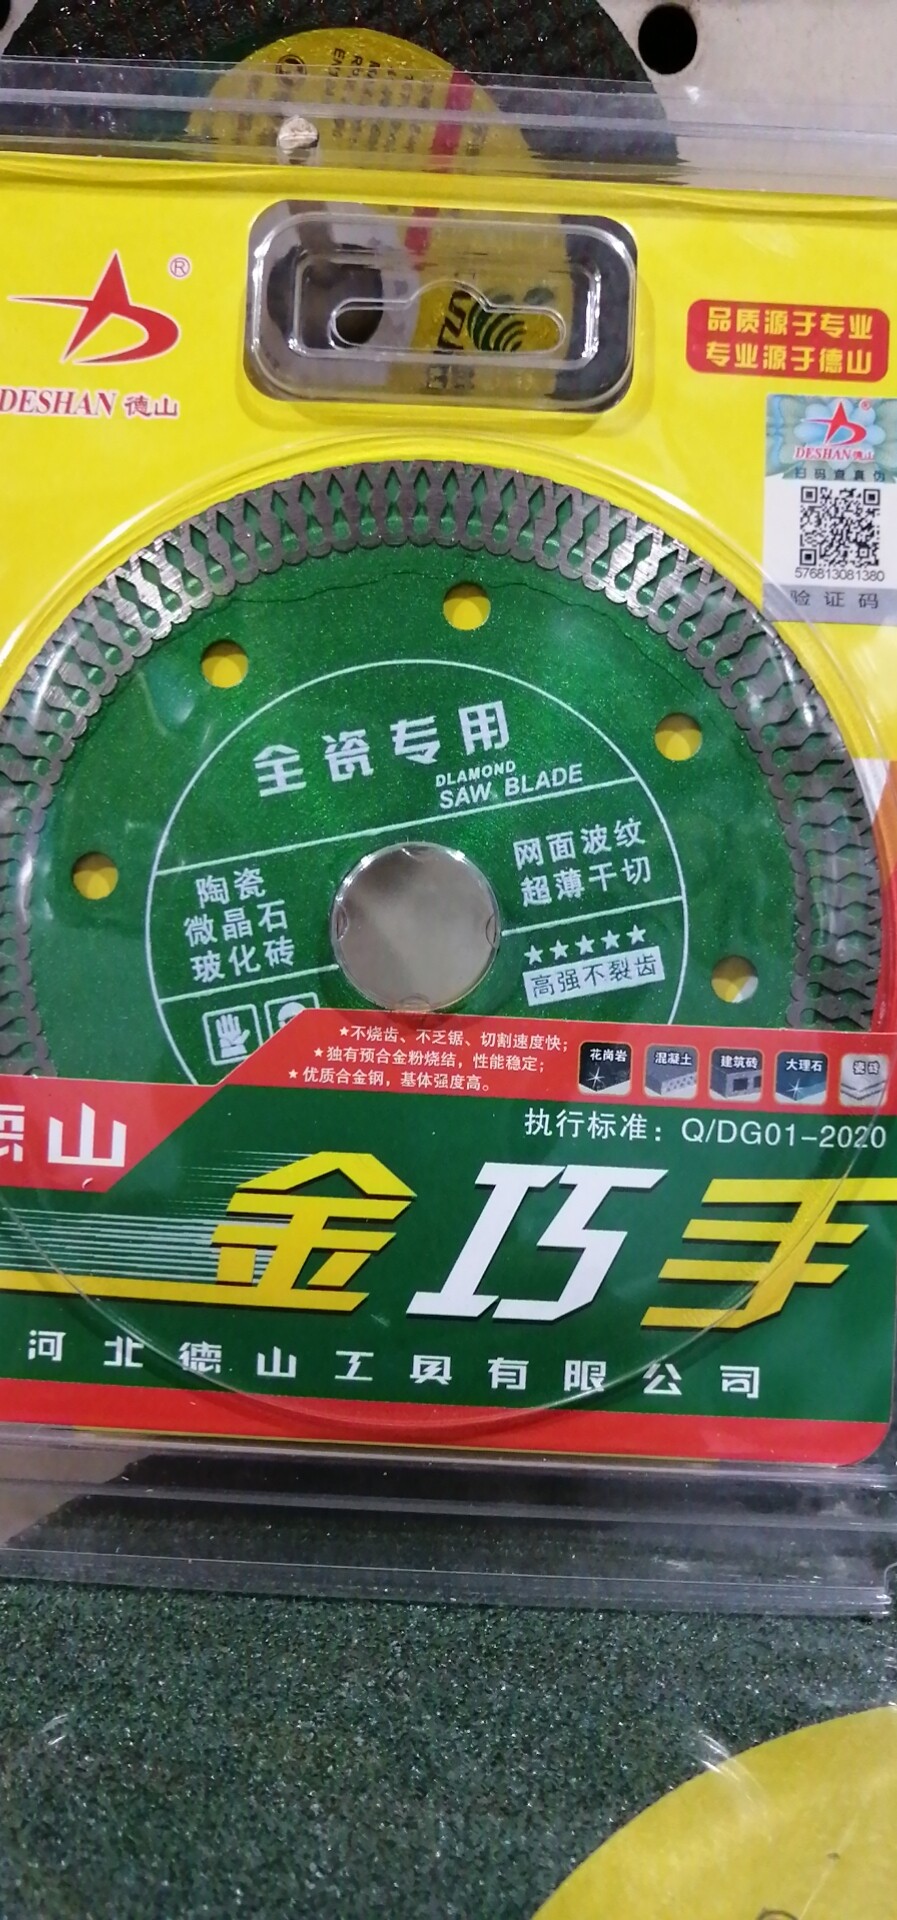 ®
DESHAN 德山
品质源于专业
专业源于德山
DESHAN 德山
扫码查真伪
576813081380
验证码
全瓷专用
DLAMOND
SAW BLADE
陶瓷
微晶石
玻化砖
网面波纹
超薄干切
★★★★★
高强不裂齿
★不烧齿、不乏锯、切割速度快；
★独有预合金粉烧结，性能稳定；
★优质合金钢，基体强度高。
花岗岩
混凝土
建筑砖
大理石
瓷砖
执行标准：Q/DG01-2020
德山
金巧手
河北德山工具有限公司